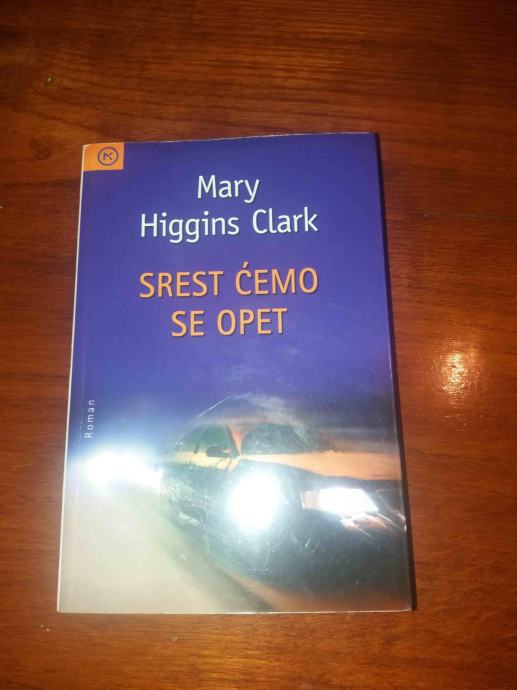 Mary
Higgins Clark
SREST ĆEMO
SE OPET
Roman